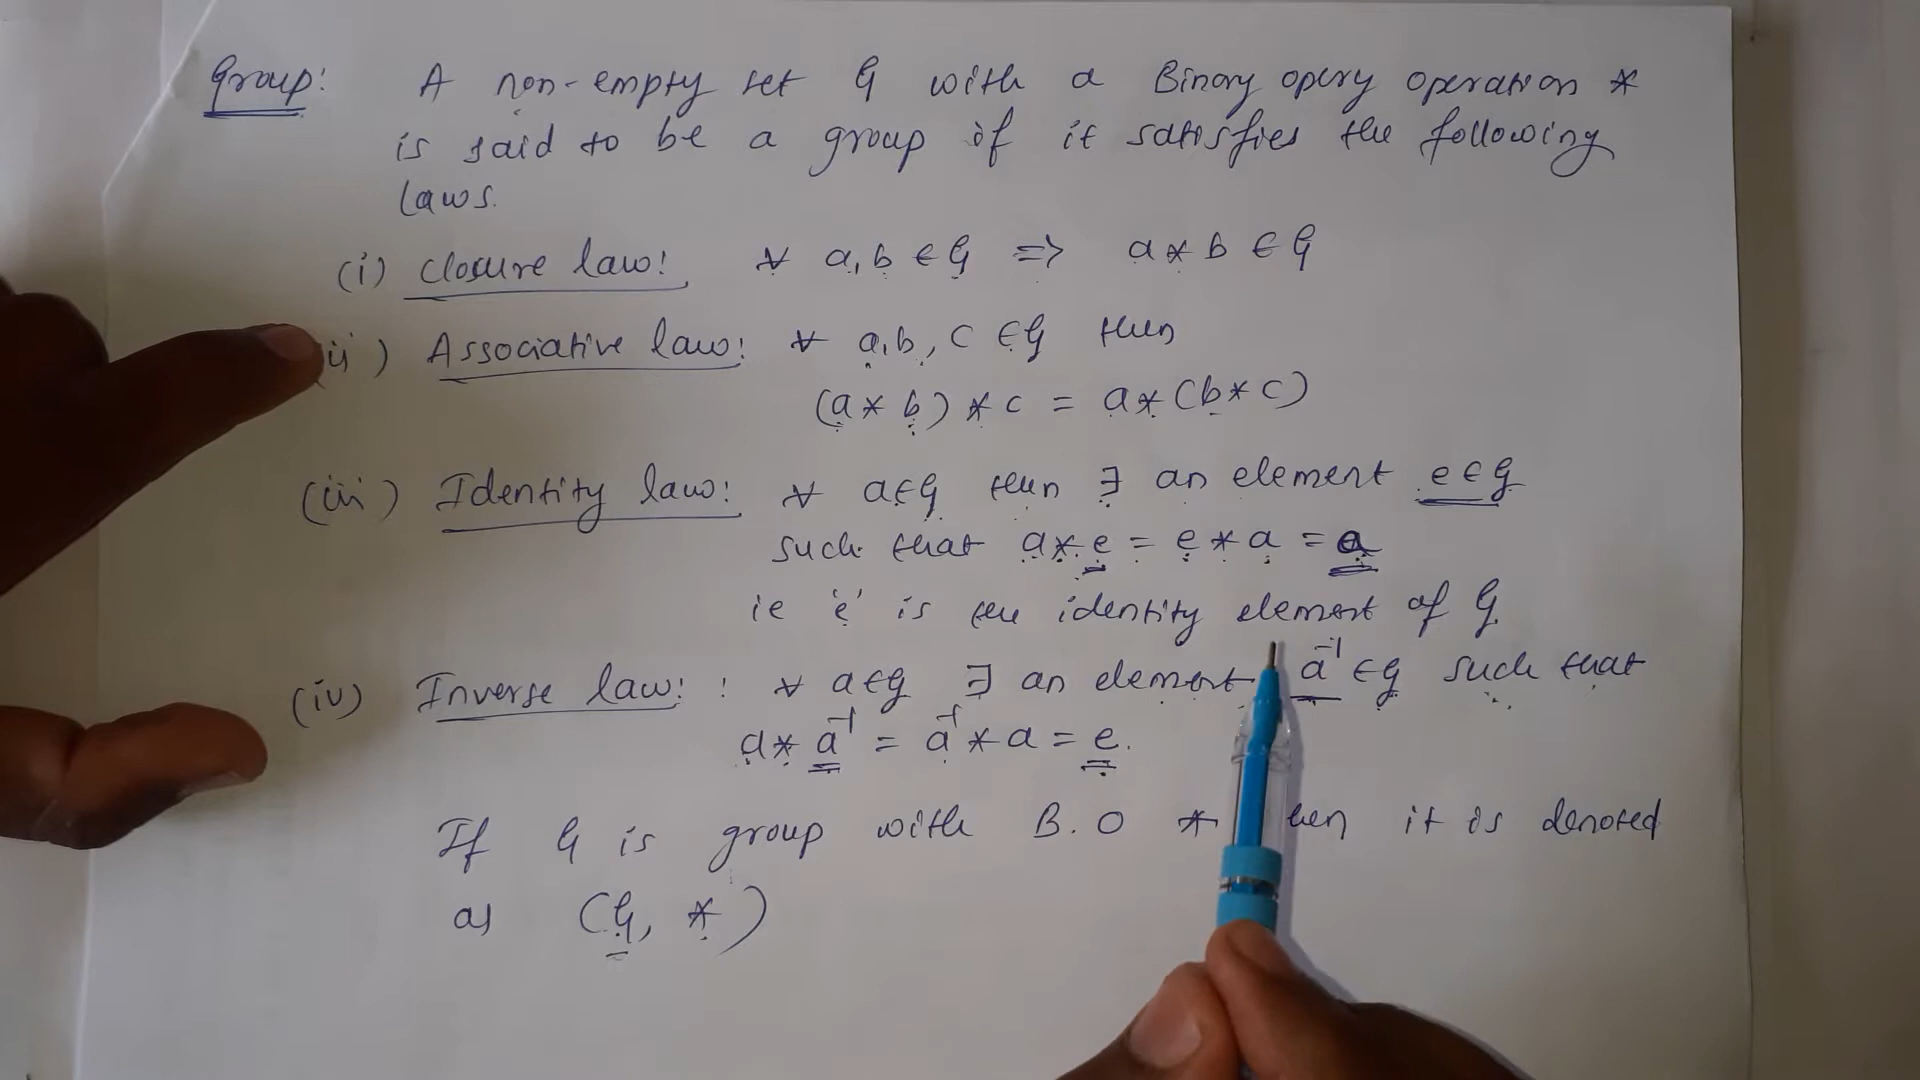 Group: A non-empty set G with a Binary opery operation *
is said to be a group if it satisfies the following
laws.
(i) Closure law: ∀ a,b ∈ G => a * b ∈ G
(ii) Associative law: ∀ a,b, c ∈ G then
(a * b) * c = a * (b * c)
(iii) Identity law: ∀ a∈G then ∃ an element e∈G
such that a * e = e * a = a
ie 'e' is the identity element of G
(iv) Inverse law: : ∀ a∈G ∃ an element a⁻¹ ∈ G such that
a * a⁻¹ = a⁻¹ * a = e.
If G is group with B.O * it is denoted
as (G, *)